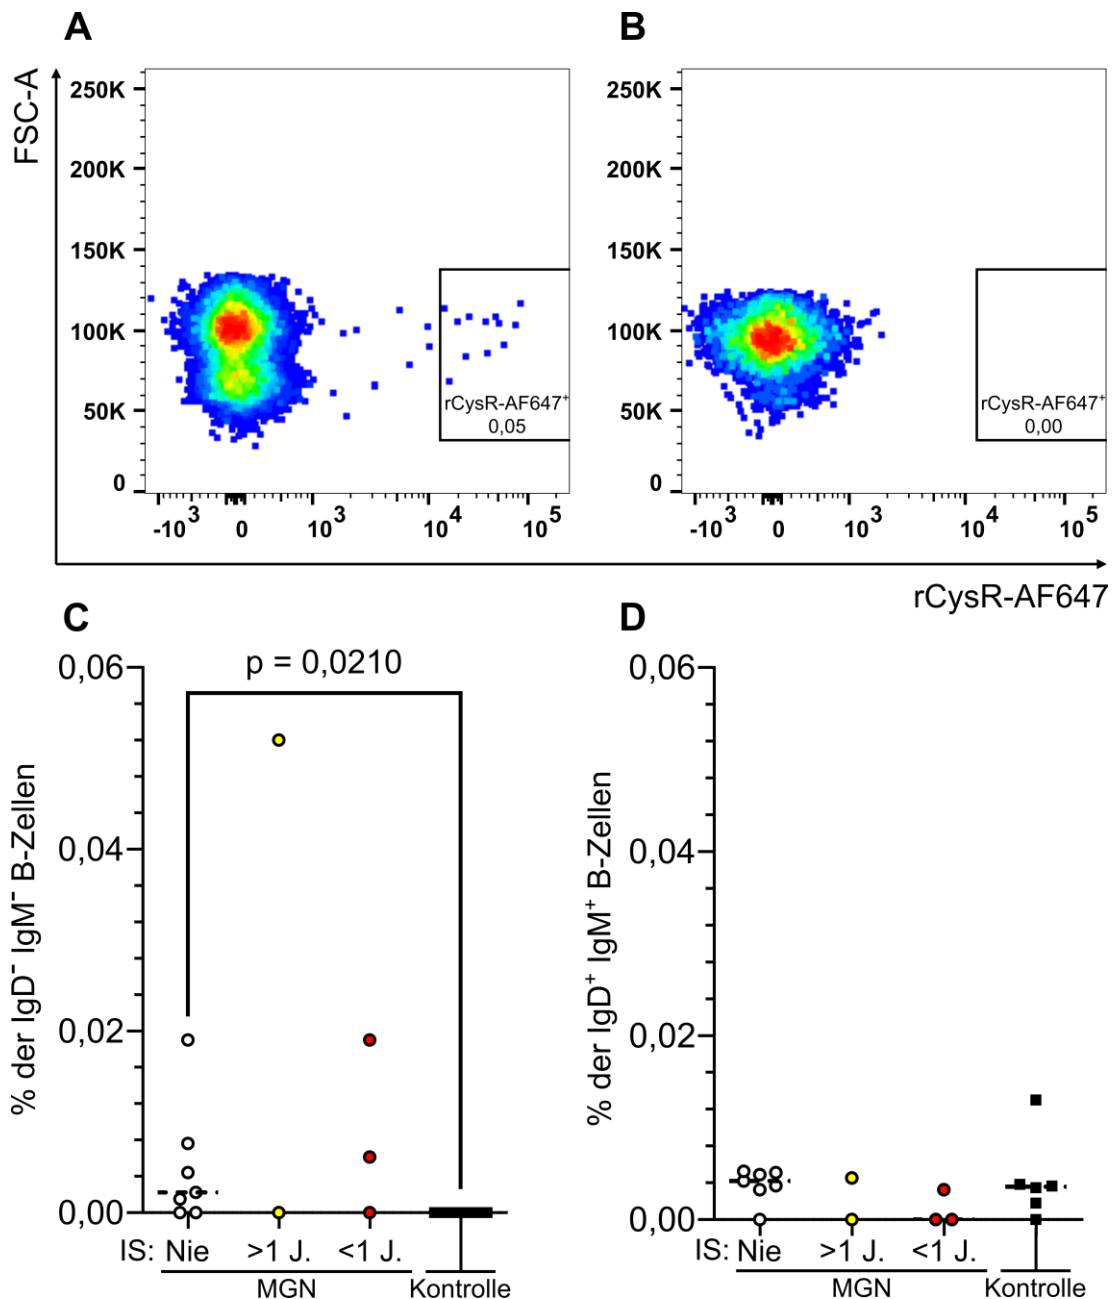 A
B
FSC-A
250K
200K
150K
100K
50K
0
rCysR-AF647⁺
0,05
-10³ 0 10³ 10⁴ 10⁵
250K
200K
150K
100K
50K
0
rCysR-AF647⁺
0,00
-10³ 0 10³ 10⁴ 10⁵
rCysR-AF647
C
D
p = 0,0210
% der IgD⁻ IgM⁻ B-Zellen
0,06
0,04
0,02
0,00
IS: Nie >1 J. <1 J.
MGN Kontrolle
% der IgD⁺ IgM⁺ B-Zellen
0,06
0,04
0,02
0,00
IS: Nie >1 J. <1 J.
MGN Kontrolle